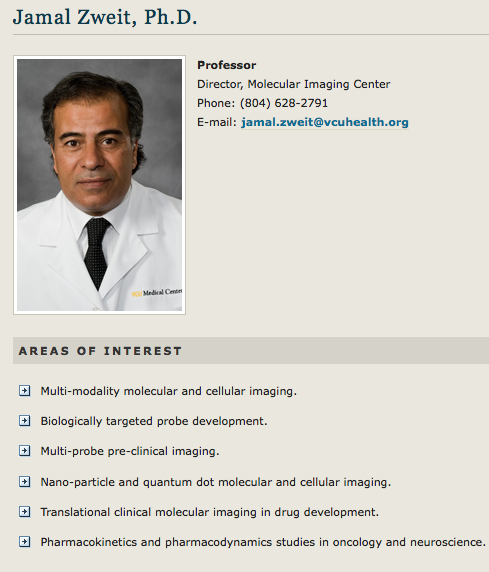 Jamal Zweit, Ph.D.
Professor
Director, Molecular Imaging Center
Phone: (804) 628-2791
E-mail: jamal.zweit@vcuhealth.org
Medical Center
AREAS OF INTEREST
Multi-modality molecular and cellular imaging.
Biologically targeted probe development.
Multi-probe pre-clinical imaging.
Nano-particle and quantum dot molecular and cellular imaging.
Translational clinical molecular imaging in drug development.
Pharmacokinetics and pharmacodynamics studies in oncology and neuroscience.